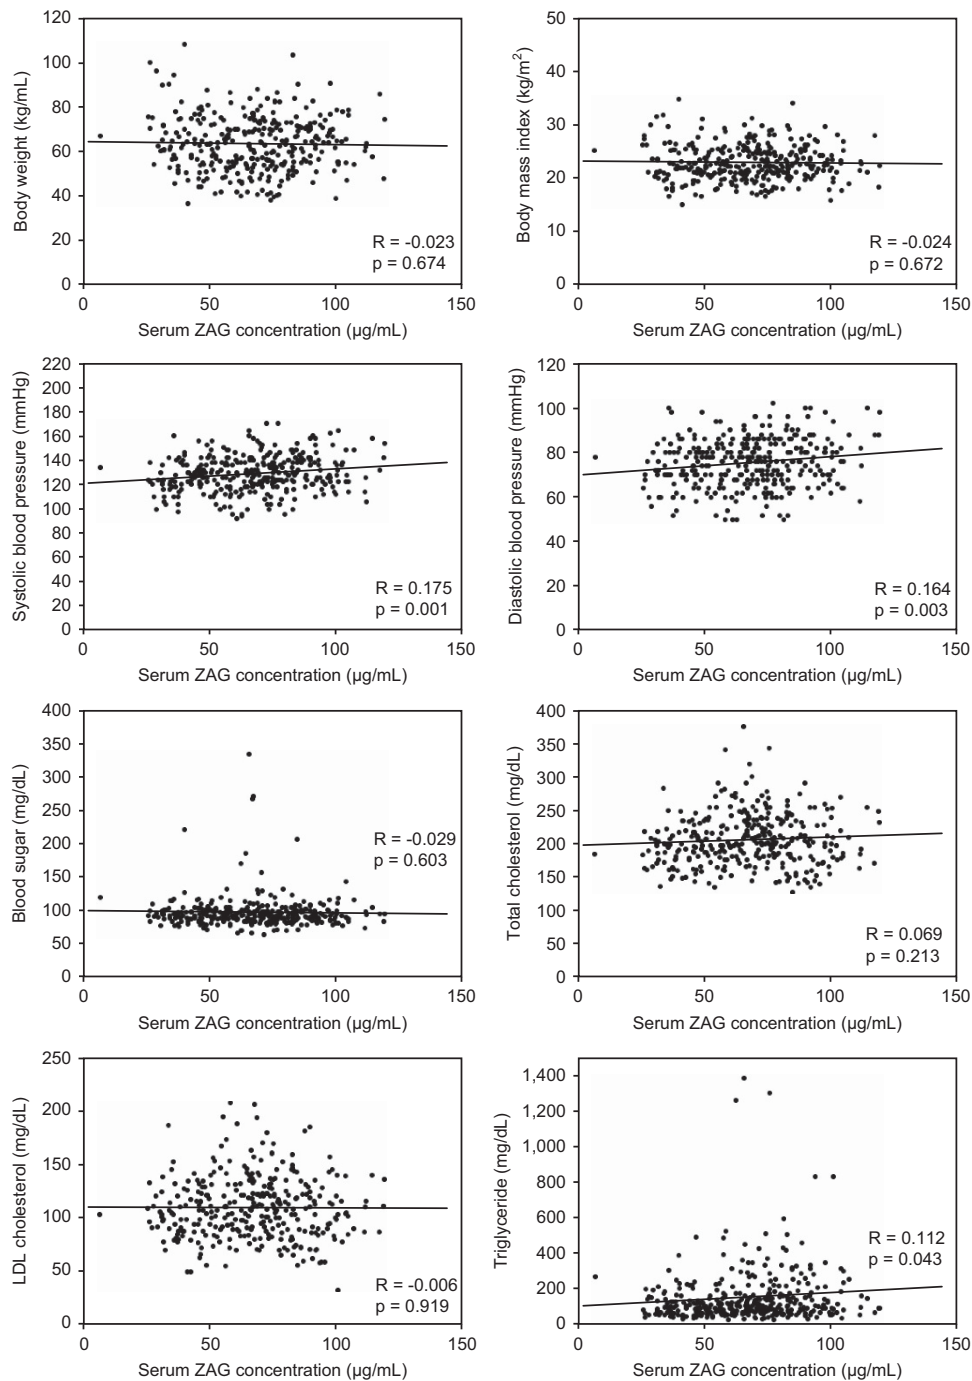 120
100
80
60
40
20
0
Body weight (kg/mL)
R = -0.023
p = 0.674
0 50 100 150
Serum ZAG concentration (µg/mL)
50
40
30
20
10
0
Body mass index (kg/m²)
R = -0.024
p = 0.672
0 50 100 150
Serum ZAG concentration (µg/mL)
220
200
180
160
140
120
100
80
60
40
20
0
Systolic blood pressure (mmHg)
R = 0.175
p = 0.001
0 50 100 150
Serum ZAG concentration (µg/mL)
120
100
80
60
40
20
0
Diastolic blood pressure (mmHg)
R = 0.164
p = 0.003
0 50 100 150
Serum ZAG concentration (µg/mL)
400
350
300
250
200
150
100
50
0
Blood sugar (mg/dL)
R = -0.029
p = 0.603
0 50 100 150
Serum ZAG concentration (µg/mL)
400
350
300
250
200
150
100
50
0
Total cholesterol (mg/dL)
R = 0.069
p = 0.213
0 50 100 150
Serum ZAG concentration (µg/mL)
250
200
150
100
50
0
LDL cholesterol (mg/dL)
R = -0.006
p = 0.919
0 50 100 150
Serum ZAG concentration (µg/mL)
1,400
1,200
1,000
800
600
400
200
0
Triglyceride (mg/dL)
R = 0.112
p = 0.043
0 50 100 150
Serum ZAG concentration (µg/mL)